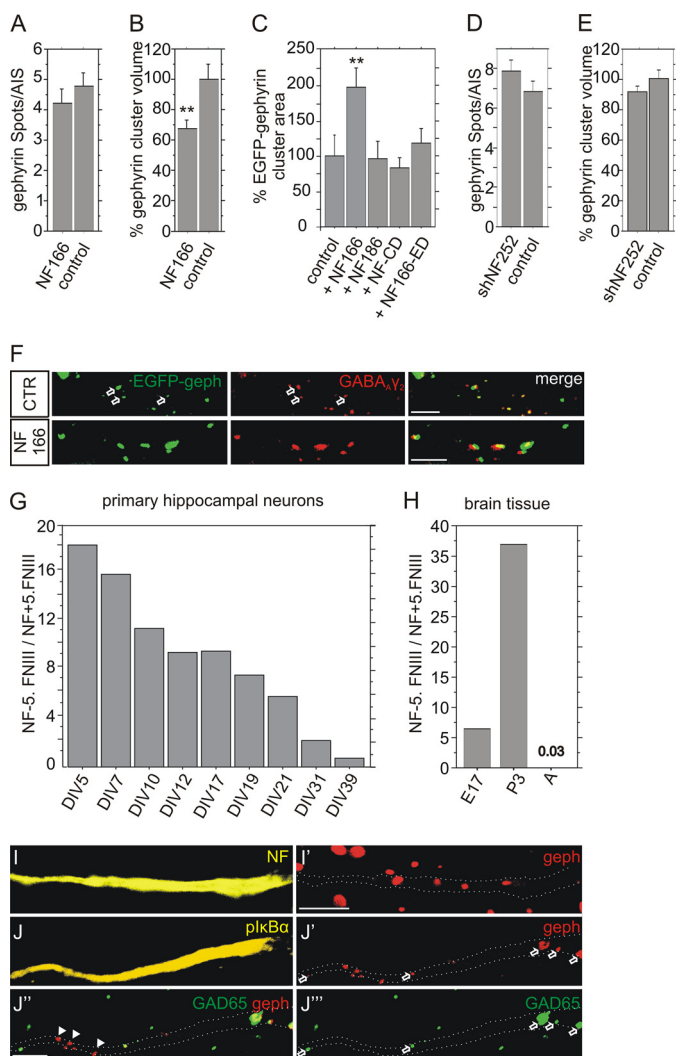 A
gephyrin Spots/AIS
6
5
4
3
2
1
0
NF166
control
B
% gephyrin cluster volume
120
100
80
60
40
20
0
**
NF166
control
C
% EGFP-gephyrin
cluster area
250
200
150
100
50
0
**
control
+ NF166
+ NF186
+ NF-CD
+ NF166-ED
D
gephyrin Spots/AIS
8
6
4
2
0
shNF252
control
E
% gephyrin cluster volume
120
100
80
60
40
20
0
shNF252
control
F
CTR
EGFP-geph
GABAAγ2
merge
NF
166
G
primary hippocampal neurons
NF-5. FNIII / NF+5.FNIII
20
16
12
8
4
0
DIV5
DIV7
DIV10
DIV12
DIV17
DIV19
DIV21
DIV31
DIV39
H
brain tissue
NF-5. FNIII / NF+5.FNIII
40
35
30
25
20
15
10
5
0
0.03
E17
P3
A
I
NF
I'
geph
J
pIκBα
J'
geph
J''
GAD65 geph
J'''
GAD65